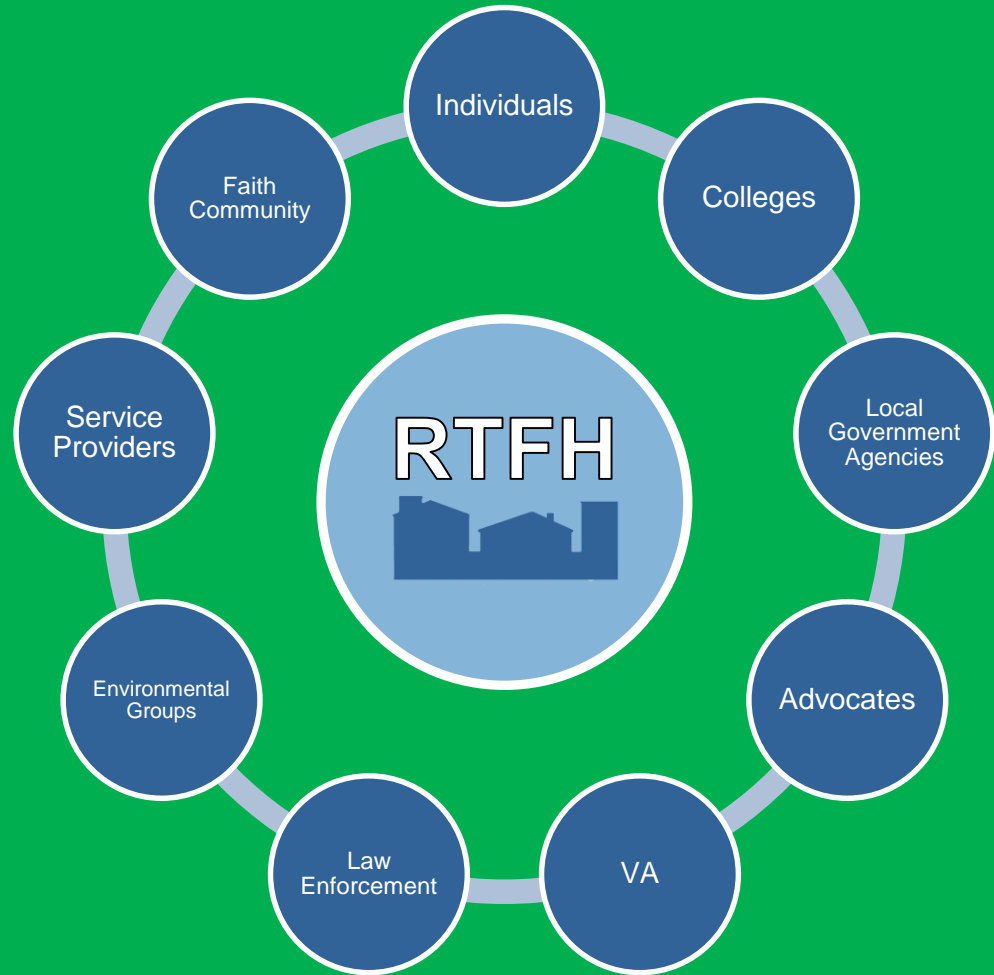 Individuals
Colleges
Local
Government
Agencies
Advocates
VA
Law
Enforcement
Environmental
Groups
Service
Providers
Faith
Community
RTFH